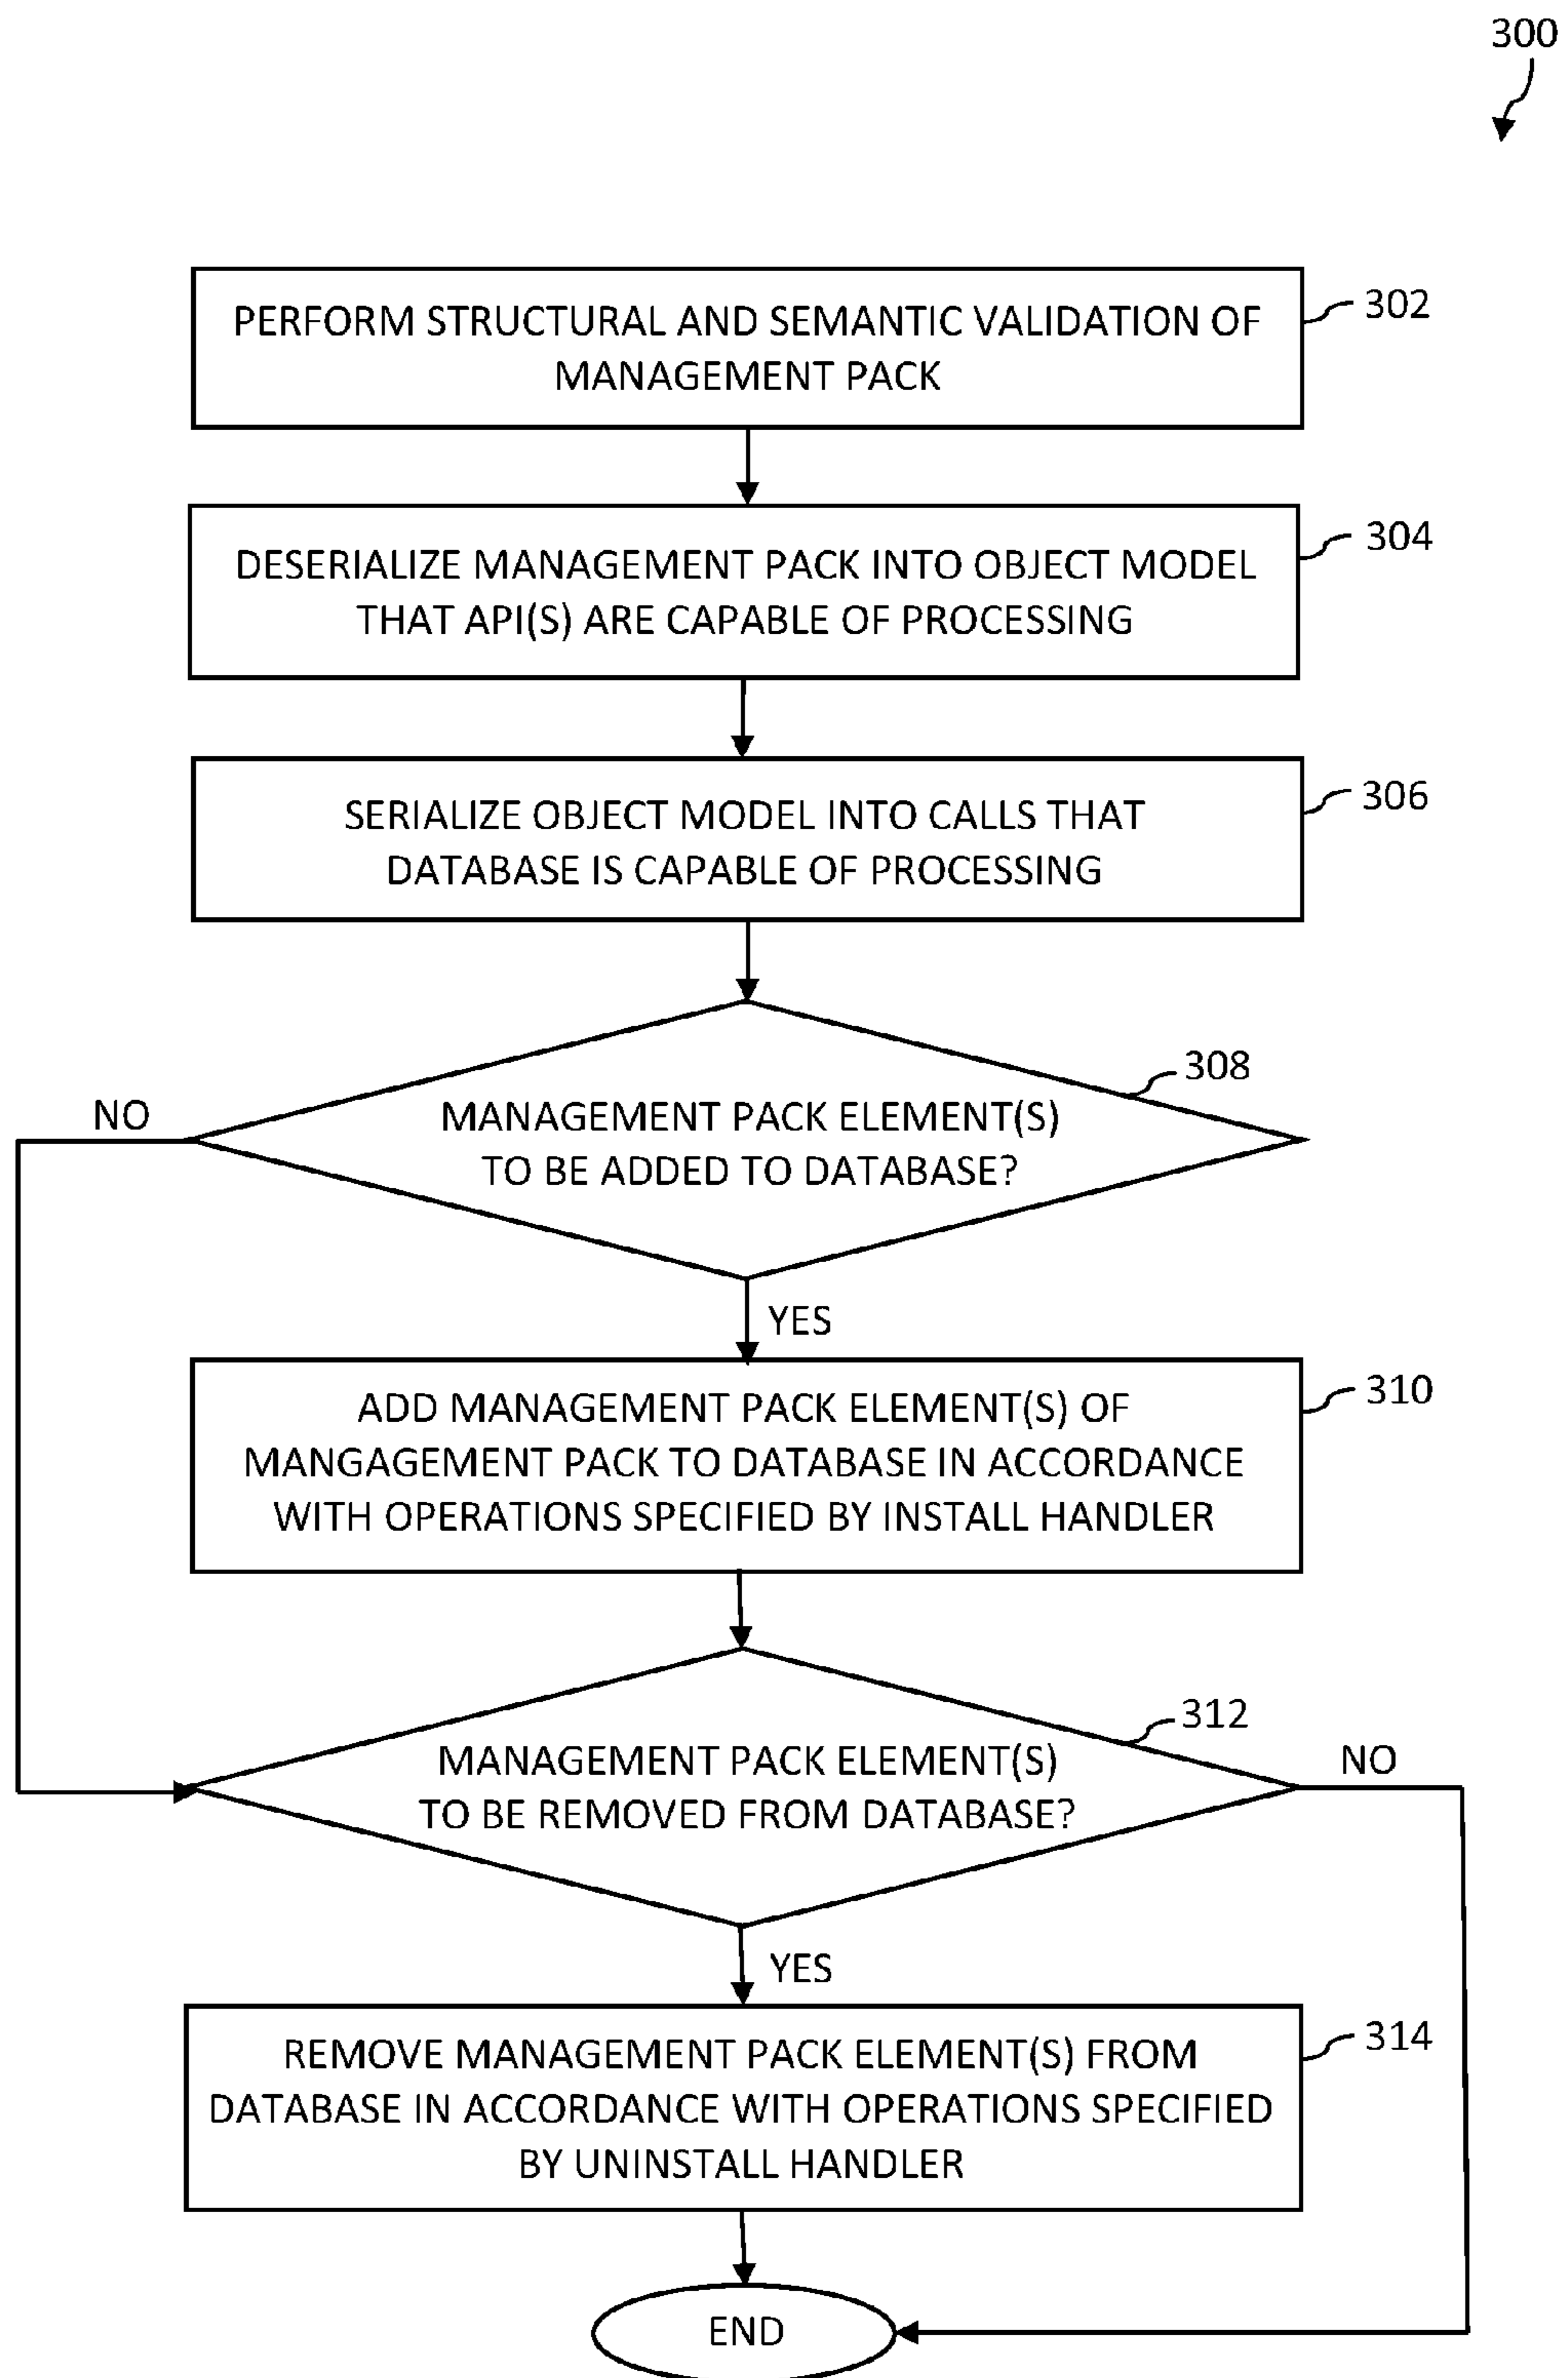 300
PERFORM STRUCTURAL AND SEMANTIC VALIDATION OF
MANAGEMENT PACK
302
DESERIALIZE MANAGEMENT PACK INTO OBJECT MODEL
THAT API(S) ARE CAPABLE OF PROCESSING
304
SERIALIZE OBJECT MODEL INTO CALLS THAT
DATABASE IS CAPABLE OF PROCESSING
306
308
NO
MANAGEMENT PACK ELEMENT(S)
TO BE ADDED TO DATABASE?
YES
ADD MANAGEMENT PACK ELEMENT(S) OF
MANGAGEMENT PACK TO DATABASE IN ACCORDANCE
WITH OPERATIONS SPECIFIED BY INSTALL HANDLER
310
312
MANAGEMENT PACK ELEMENT(S)
TO BE REMOVED FROM DATABASE?
NO
YES
REMOVE MANAGEMENT PACK ELEMENT(S) FROM
DATABASE IN ACCORDANCE WITH OPERATIONS SPECIFIED
BY UNINSTALL HANDLER
314
END